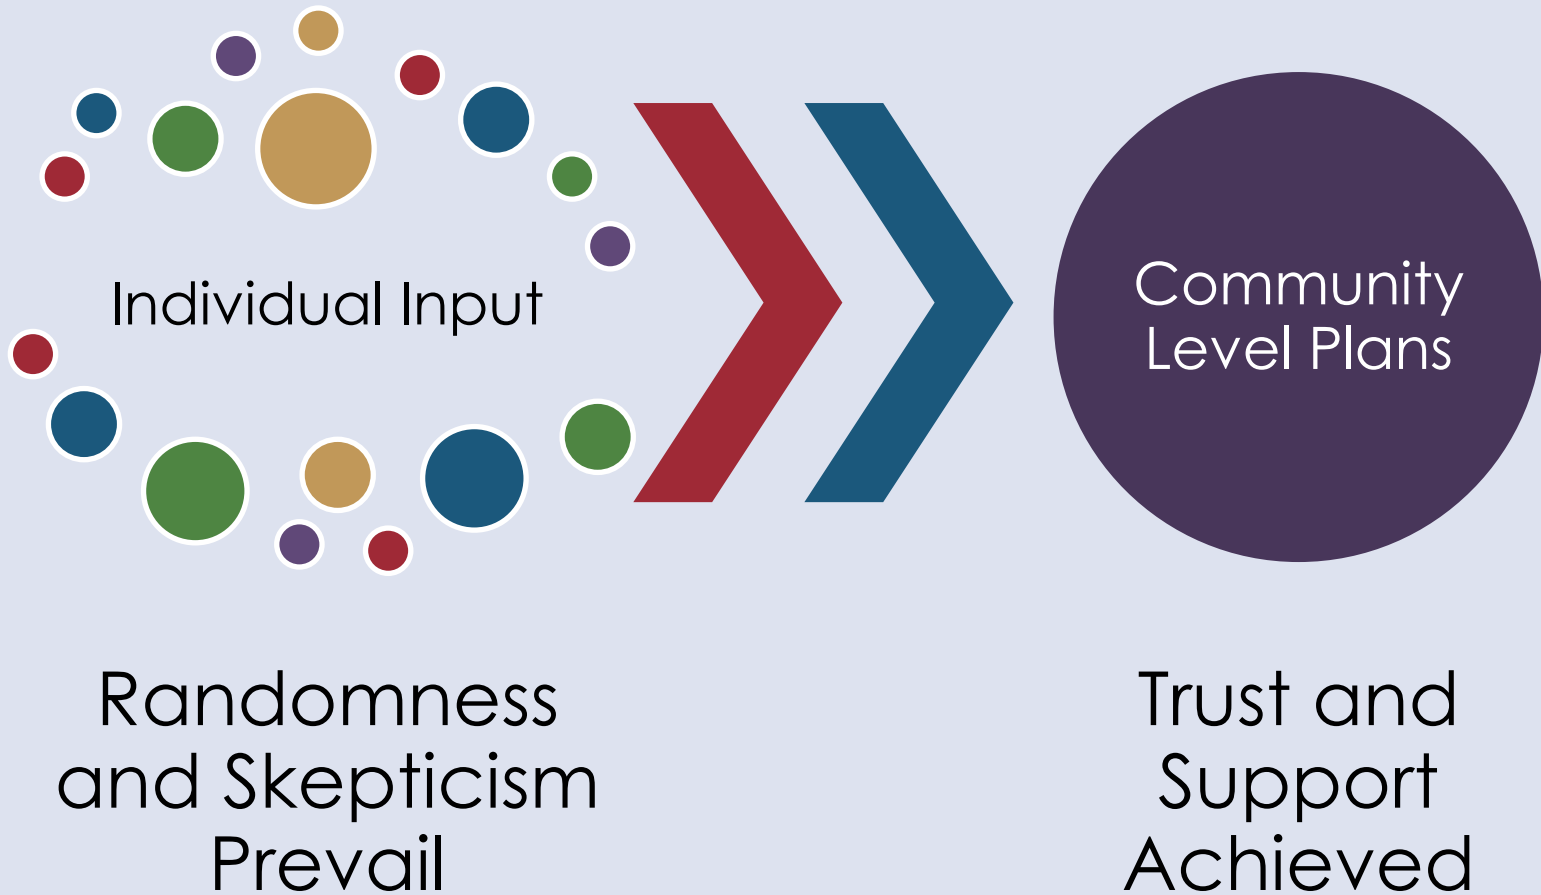 Individual Input
Community
Level Plans
Randomness
and Skepticism
Prevail
Trust and
Support
Achieved